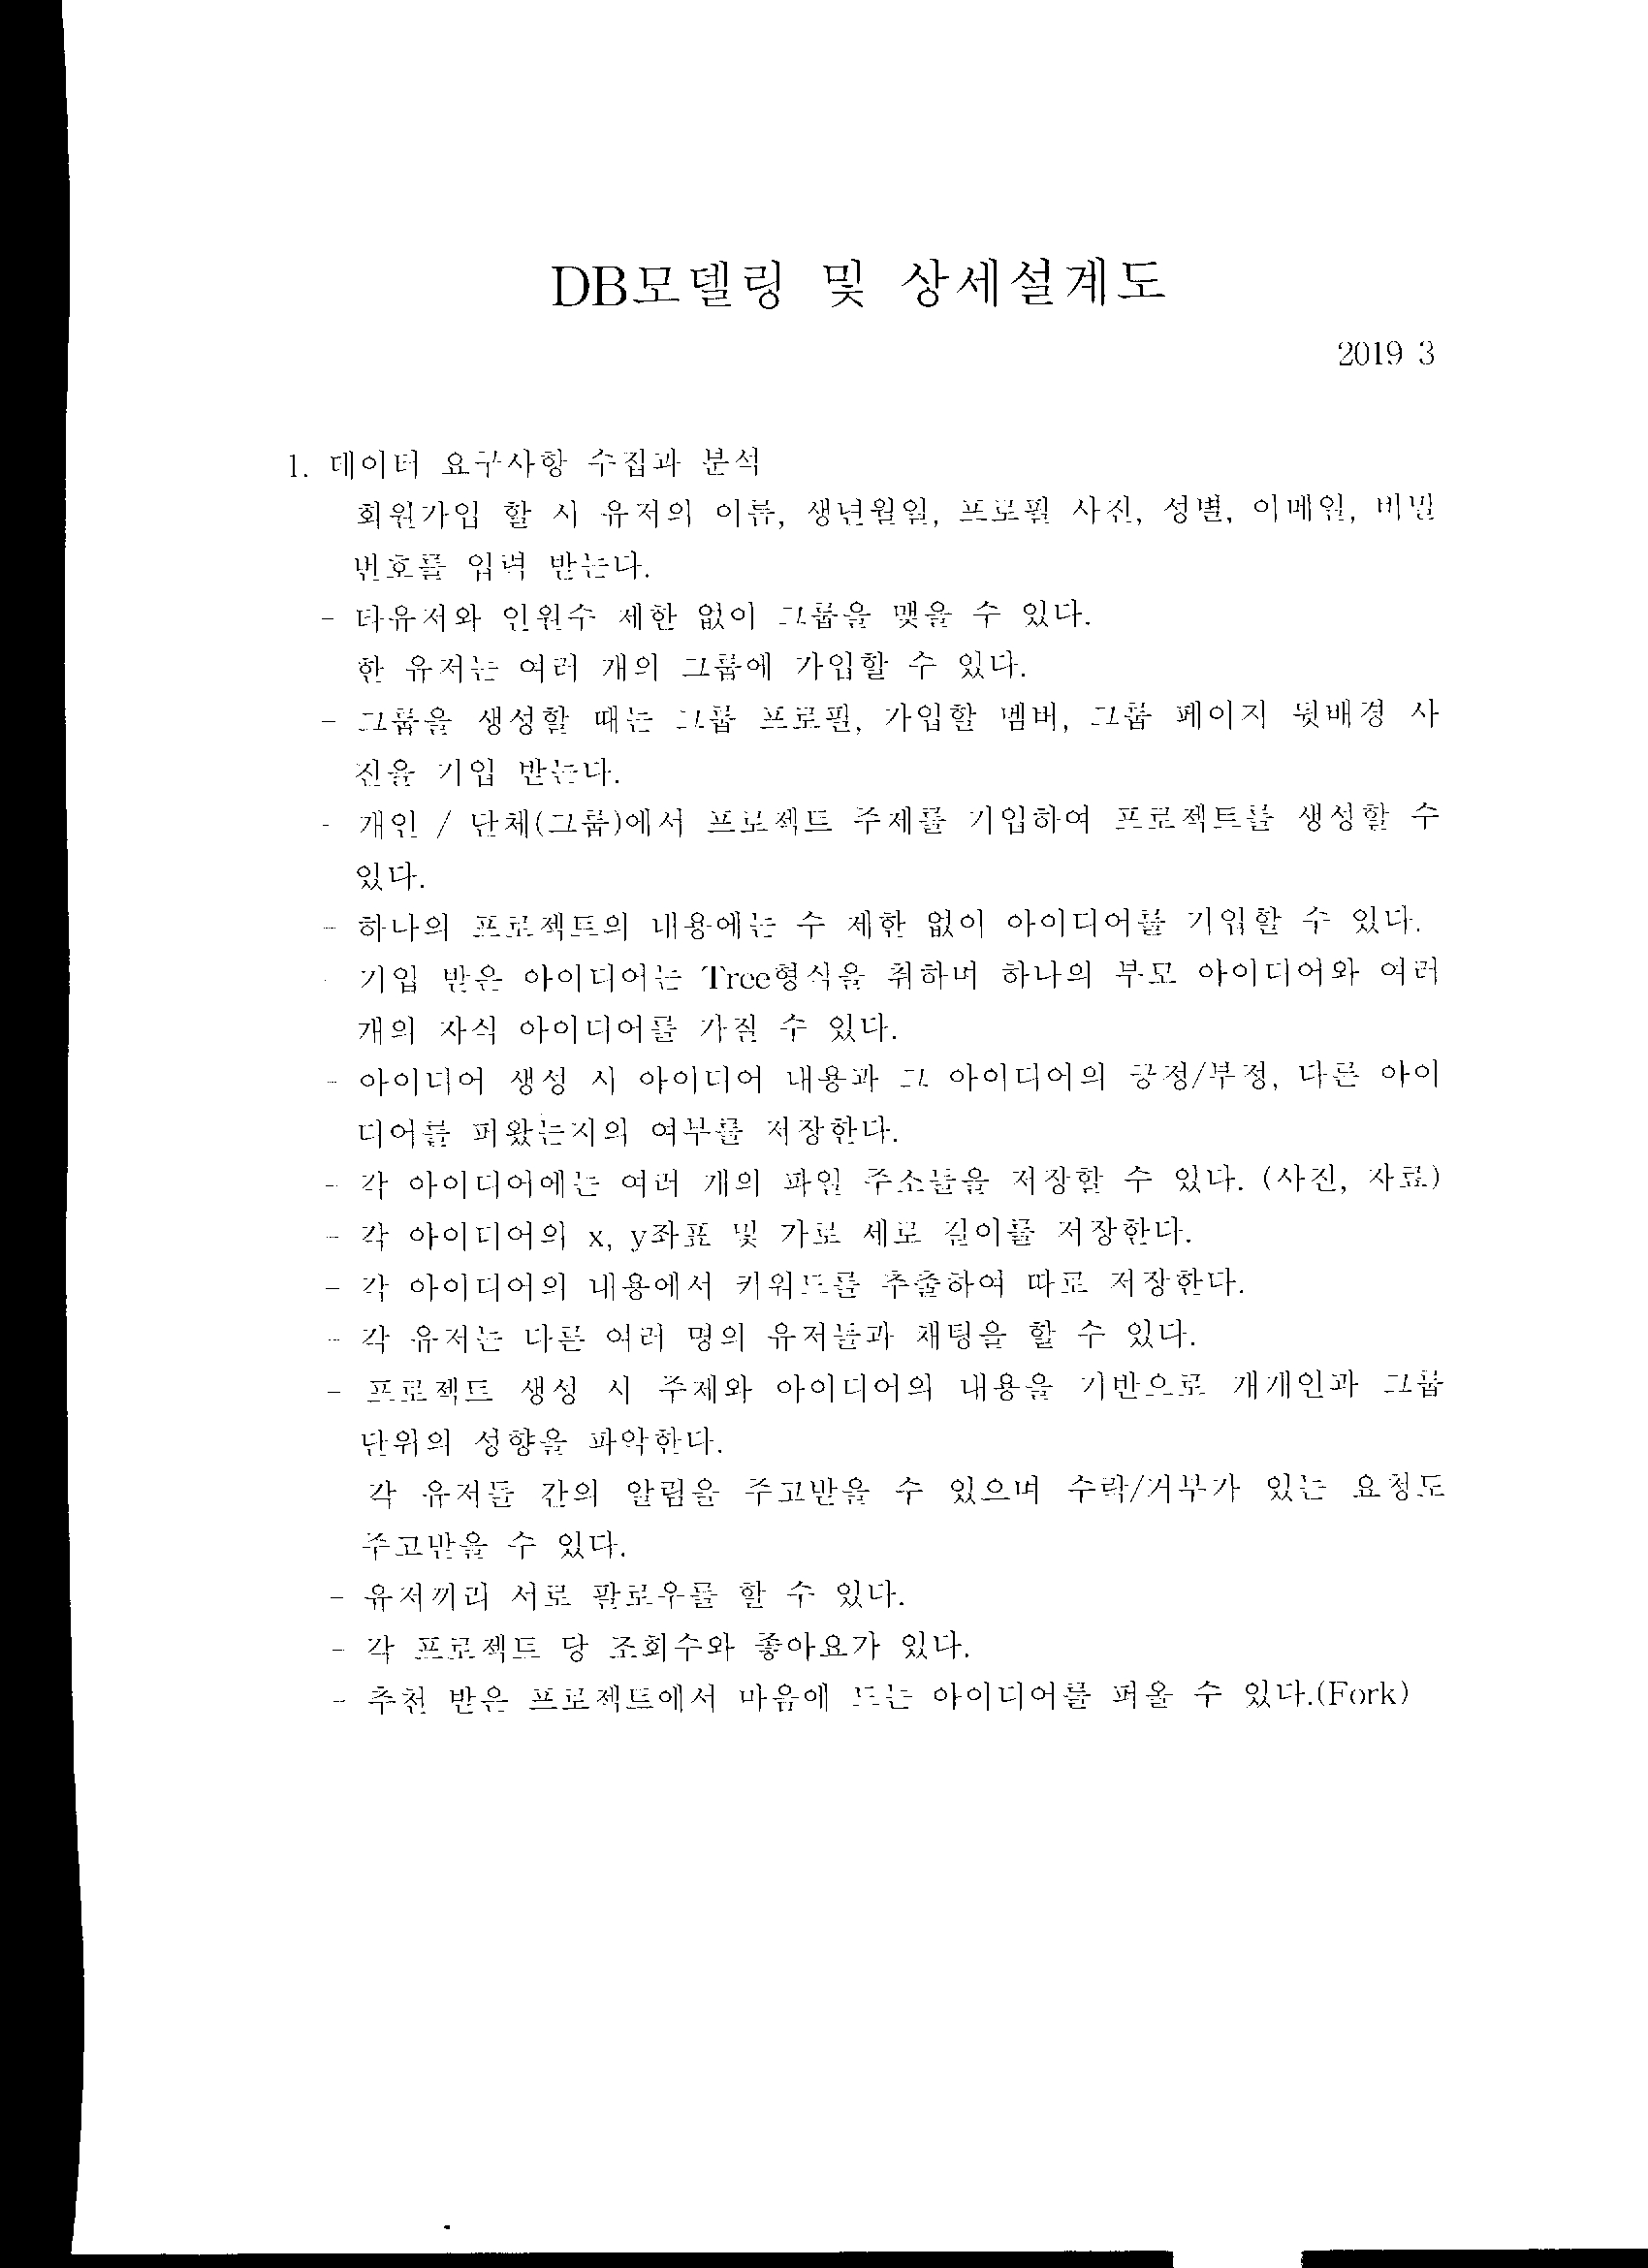 DB모델링 및 상세설계도
2019 3
1. 데이터 요구사항 수집과 분석
회원가입 할 시 유저의 이름, 생년월일, 프로필 사진, 성별, 이메일, 비밀
번호를 입력 받는다.
- 타유저와 인원수 제한 없이 그룹을 맺을 수 있다.
한 유저는 여러 개의 그룹에 가입할 수 있다.
- 그룹을 생성할 때는 그룹 프로필, 가입할 멤버, 그룹 페이지 뒷배경 사
진을 기입 받는다.
- 개인 / 단체(그룹)에서 프로젝트 주제를 기입하여 프로젝트를 생성할 수
있다.
- 하나의 프로젝트의 내용에는 수 제한 없이 아이디어를 기입할 수 있다.
- 기입 받은 아이디어는 Tree형식을 취하며 하나의 부모 아이디어와 여러
개의 자식 아이디어를 가질 수 있다.
- 아이디어 생성 시 아이디어 내용과 그 아이디어의 긍정/부정, 다른 아이
디어를 퍼왔는지의 여부를 저장한다.
- 각 아이디어에는 여러 개의 파일 주소들을 저장할 수 있다. (사진, 자료)
- 각 아이디어의 x, y좌표 및 가로 세로 길이를 저장한다.
- 각 아이디어의 내용에서 키워드를 추출하여 따로 저장한다.
- 각 유저는 다른 여러 명의 유저들과 채팅을 할 수 있다.
- 프로젝트 생성 시 주제와 아이디어의 내용을 기반으로 개개인과 그룹
단위의 성향을 파악한다.
각 유저들 간의 알림을 주고받을 수 있으며 수락/거부가 있는 요청도
주고받을 수 있다.
- 유저끼리 서로 팔로우를 할 수 있다.
- 각 프로젝트 당 조회수와 좋아요가 있다.
- 추천 받은 프로젝트에서 마음에 드는 아이디어를 퍼올 수 있다.(Fork)